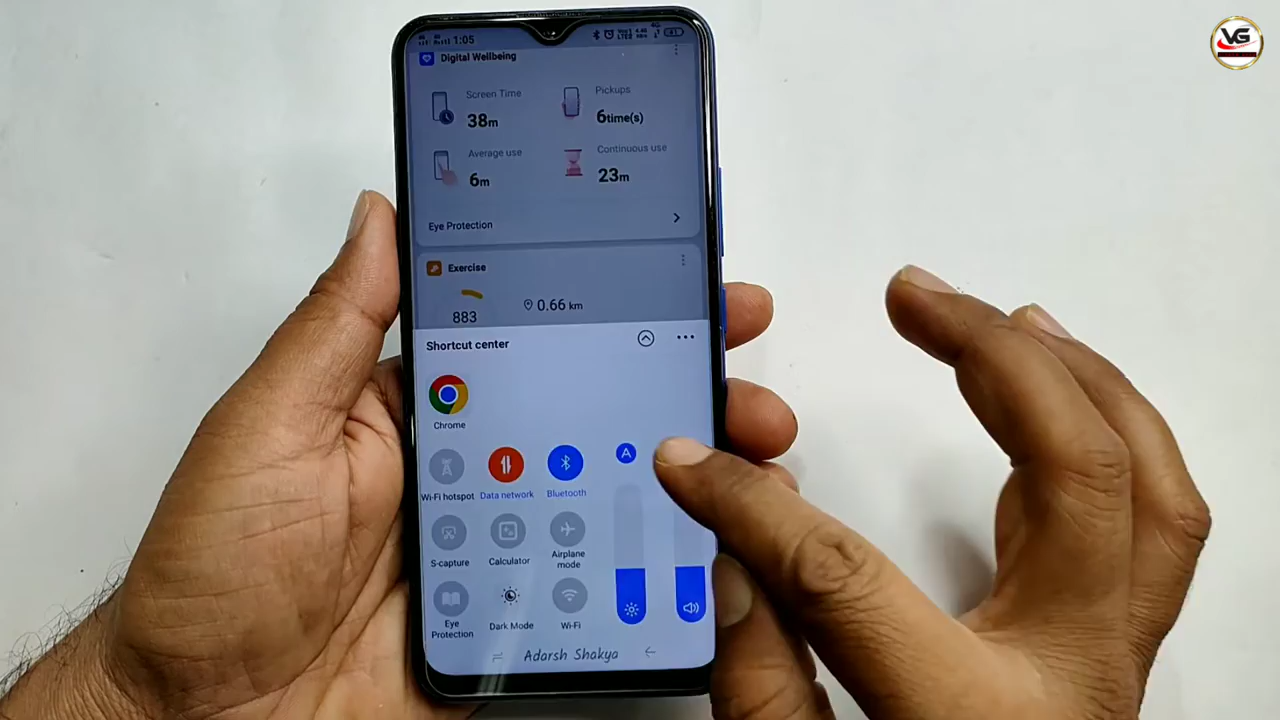 VG
1:05
41
Digital Wellbeing
Screen Time
38m
Pickups
6time(s)
Average use
6m
Continuous use
23m
Eye Protection
Exercise
883
0.66 km
Shortcut center
Chrome
A
Wi-Fi hotspot
Data network
Bluetooth
S-capture
Calculator
Airplane
mode
Eye
Protection
Dark Mode
Wi-Fi
Adarsh Shakya